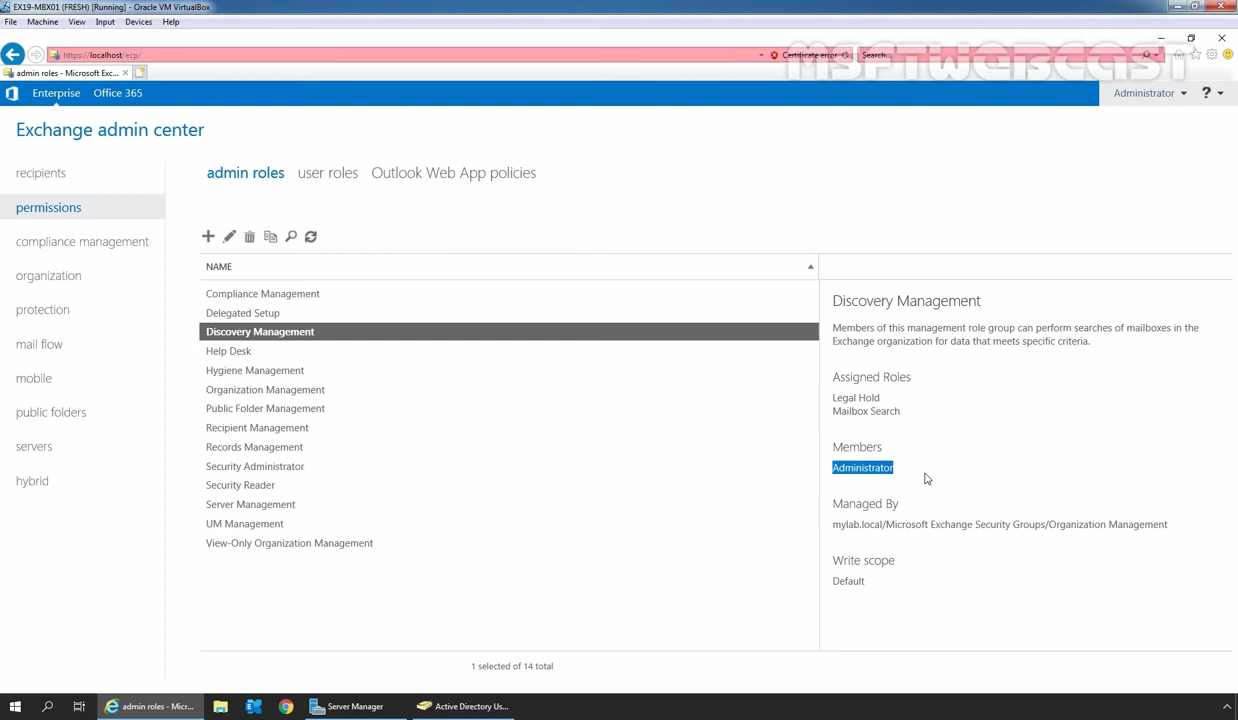 EX19-MBX01 (FRESH) [Running] - Oracle VM VirtualBox
File Machine View Input Devices Help
https://localhost/ecp/
Certificate error
Search...
MSFTWEBCAST
admin roles - Microsoft Exc...
Enterprise Office 365
Administrator ?
Exchange admin center
recipients
permissions
compliance management
organization
protection
mail flow
mobile
public folders
servers
hybrid
admin roles user roles Outlook Web App policies
NAME
Compliance Management
Delegated Setup
Discovery Management
Help Desk
Hygiene Management
Organization Management
Public Folder Management
Recipient Management
Records Management
Security Administrator
Security Reader
Server Management
UM Management
View-Only Organization Management
1 selected of 14 total
Discovery Management
Members of this management role group can perform searches of mailboxes in the
Exchange organization for data that meets specific criteria.
Assigned Roles
Legal Hold
Mailbox Search
Members
Administrator
Managed By
mylab.local/Microsoft Exchange Security Groups/Organization Management
Write scope
Default
admin roles - Micr...
Server Manager
Active Directory Us...